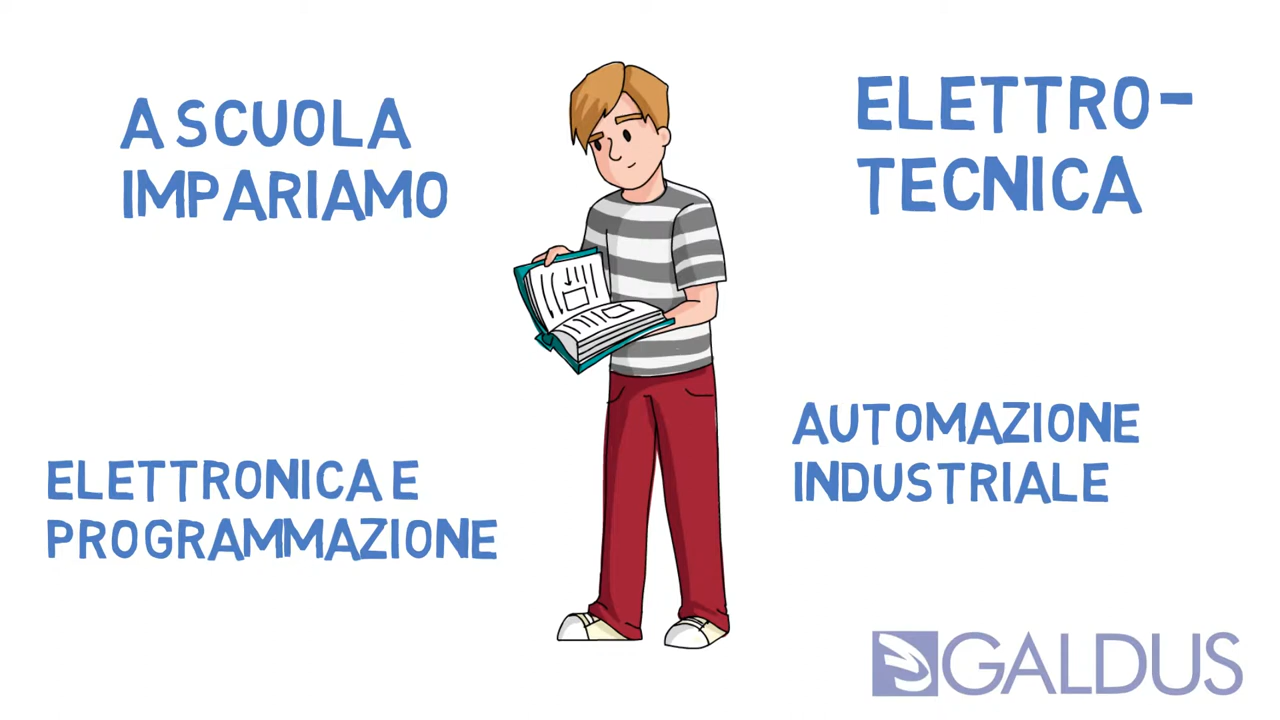 A SCUOLA
IMPARIAMO
ELETTRO-
TECNICA
ELETTRONICA E
PROGRAMMAZIONE
AUTOMAZIONE
INDUSTRIALE
GALDUS